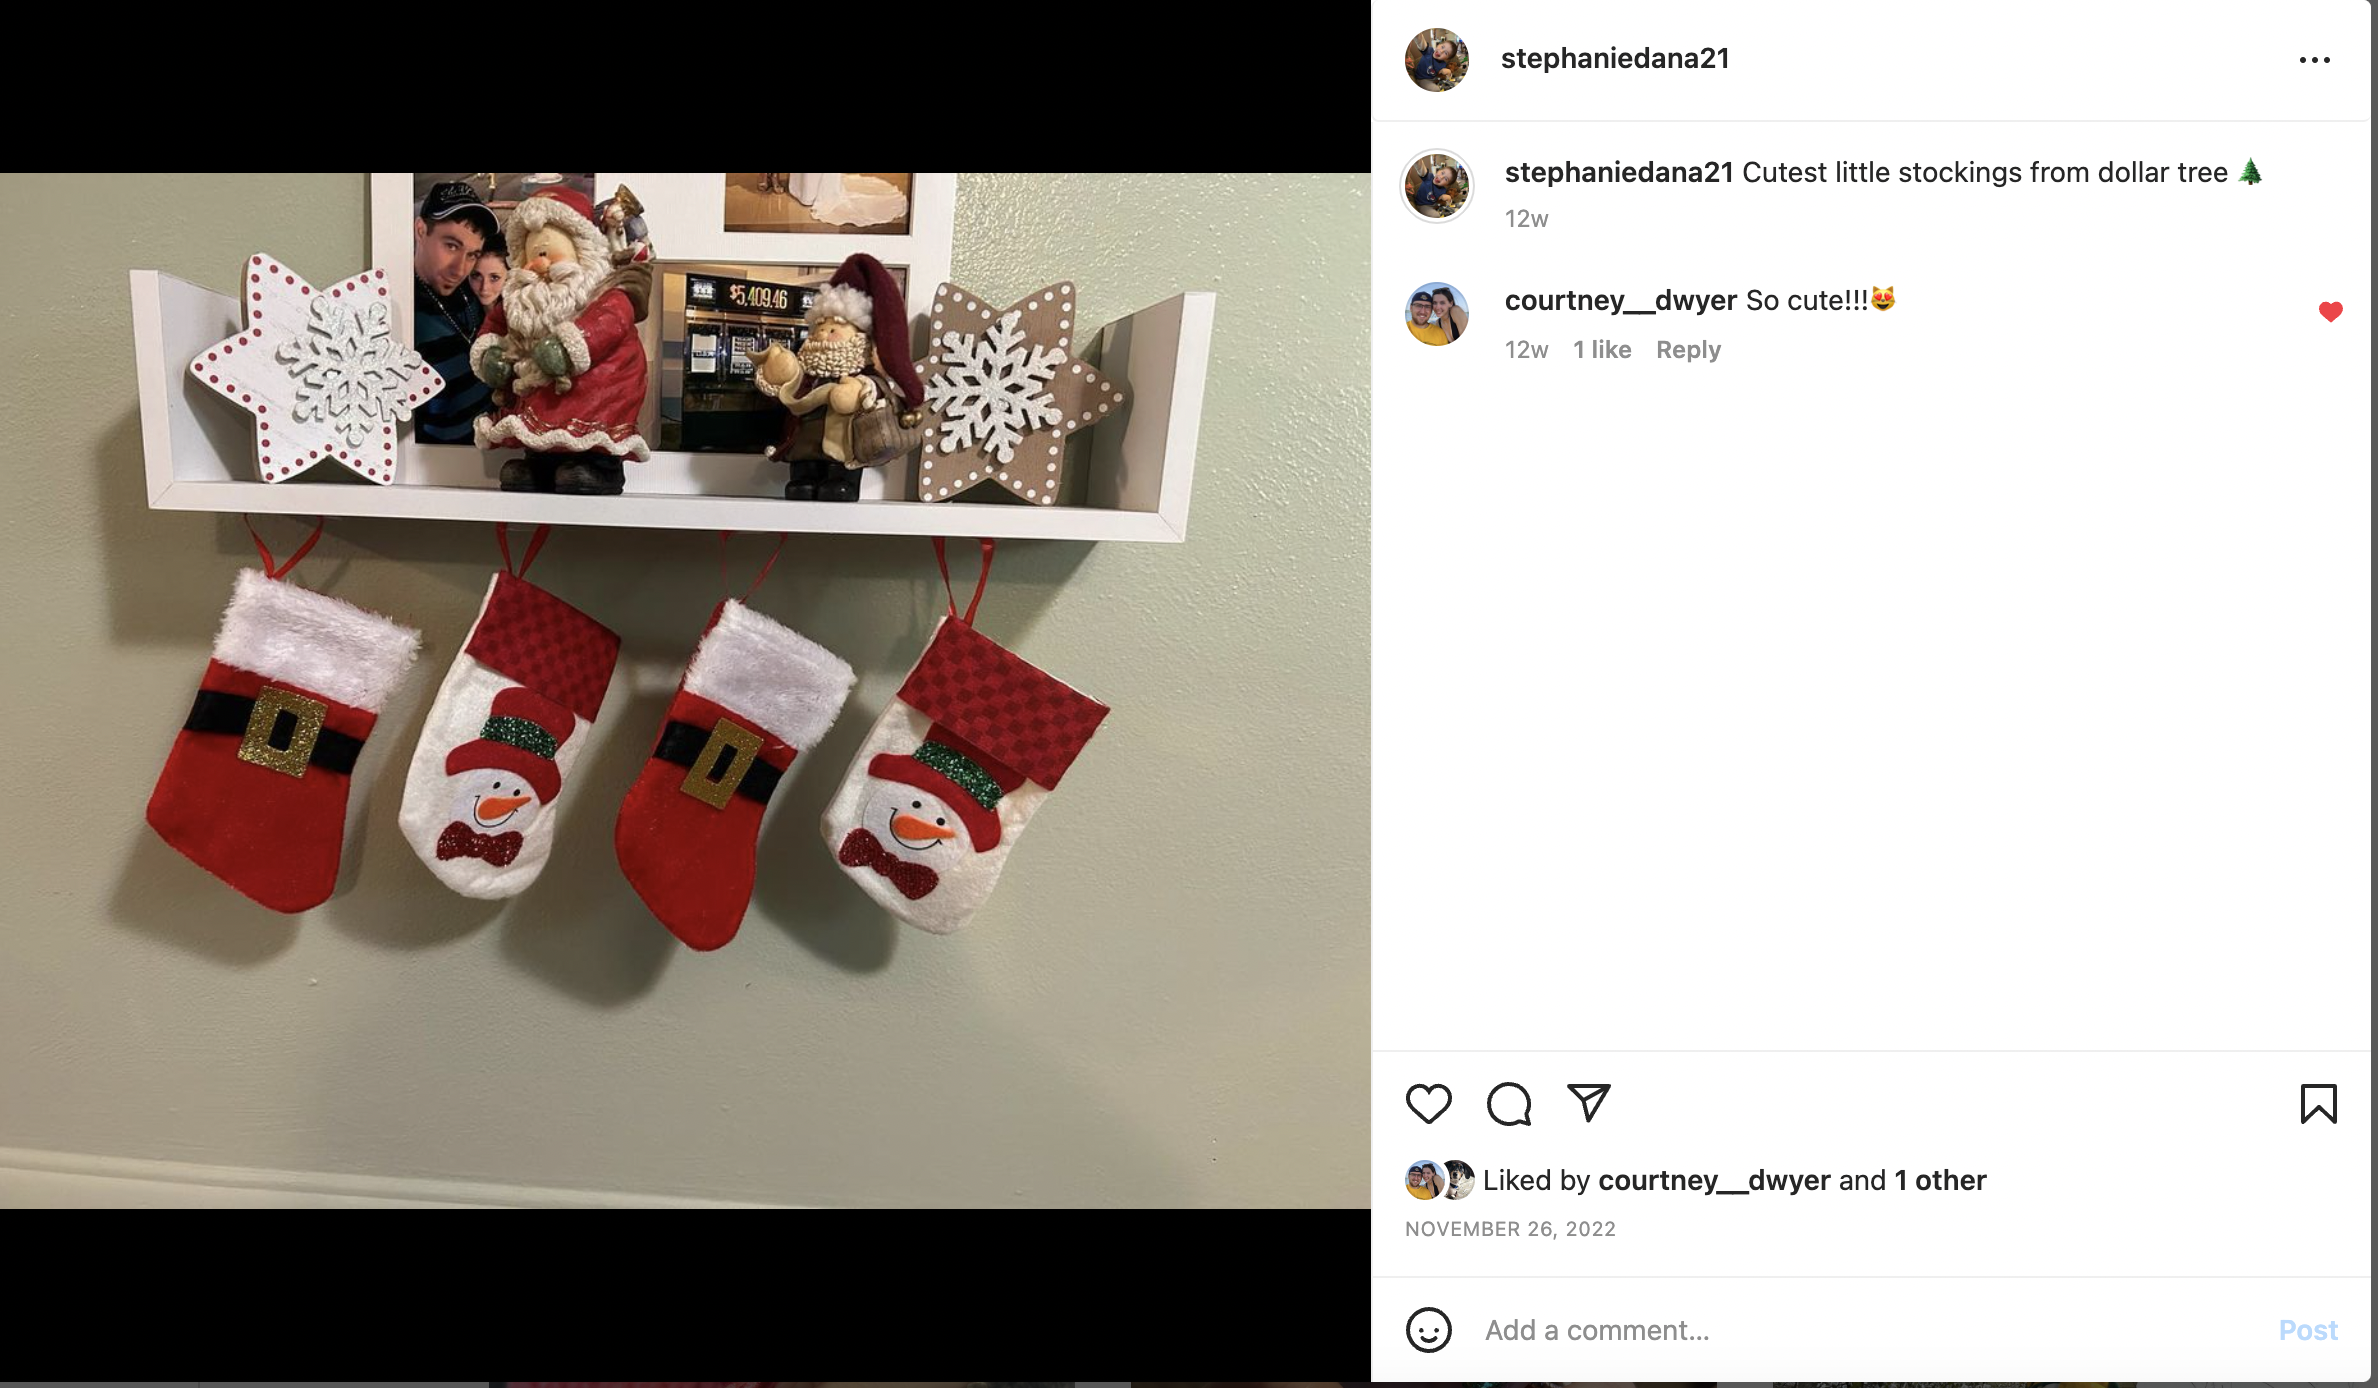 stephaniedana21
stephaniedana21 Cutest little stockings from dollar tree 🌲
12w
courtney__dwyer So cute!!!😻
12w 1 like Reply
$5,409.46
Liked by courtney__dwyer and 1 other
NOVEMBER 26, 2022
Add a comment...
Post